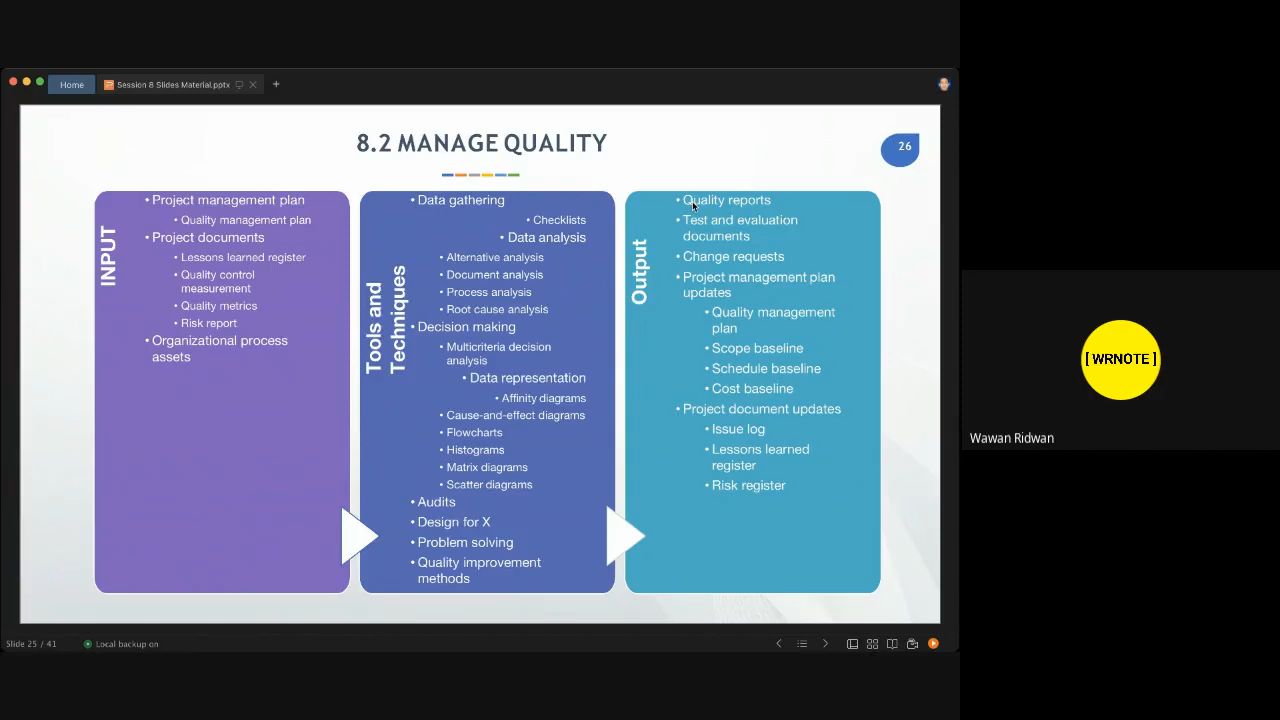 Home
Session 8 Slides Material.pptx
8.2 MANAGE QUALITY
26
INPUT
• Project management plan
• Quality management plan
• Project documents
• Lessons learned register
• Quality control
measurement
• Quality metrics
• Risk report
• Organizational process
assets
Tools and
Techniques
• Data gathering
• Checklists
• Data analysis
• Alternative analysis
• Document analysis
• Process analysis
• Root cause analysis
• Decision making
• Multicriteria decision
analysis
• Data representation
• Affinity diagrams
• Cause-and-effect diagrams
• Flowcharts
• Histograms
• Matrix diagrams
• Scatter diagrams
• Audits
• Design for X
• Problem solving
• Quality improvement
methods
Output
• Quality reports
• Test and evaluation
documents
• Change requests
• Project management plan
updates
• Quality management
plan
• Scope baseline
• Schedule baseline
• Cost baseline
• Project document updates
• Issue log
• Lessons learned
register
• Risk register
[ WRNOTE ]
Wawan Ridwan
Slide 25 / 41
Local backup on